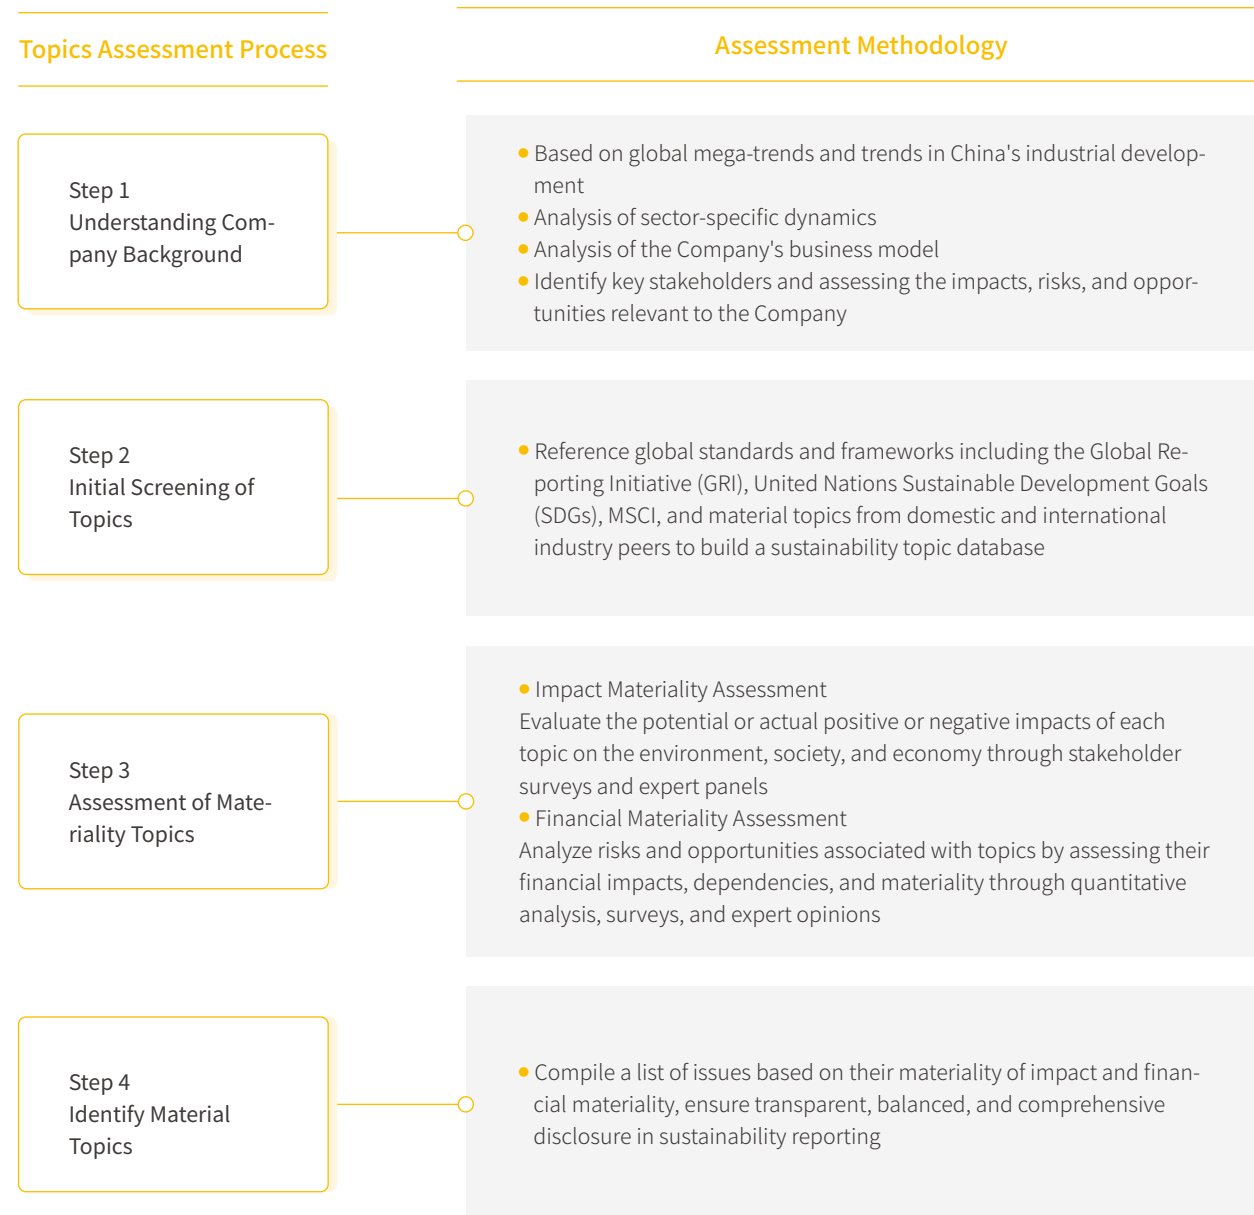 Topics Assessment Process
Assessment Methodology
Step 1
Understanding Com-
pany Background
• Based on global mega-trends and trends in China's industrial develop-
ment
• Analysis of sector-specific dynamics
• Analysis of the Company's business model
• Identify key stakeholders and assessing the impacts, risks, and oppor-
tunities relevant to the Company
Step 2
Initial Screening of
Topics
• Reference global standards and frameworks including the Global Re-
porting Initiative (GRI), United Nations Sustainable Development Goals
(SDGs), MSCI, and material topics from domestic and international
industry peers to build a sustainability topic database
Step 3
Assessment of Mate-
riality Topics
• Impact Materiality Assessment
Evaluate the potential or actual positive or negative impacts of each
topic on the environment, society, and economy through stakeholder
surveys and expert panels
• Financial Materiality Assessment
Analyze risks and opportunities associated with topics by assessing their
financial impacts, dependencies, and materiality through quantitative
analysis, surveys, and expert opinions
Step 4
Identify Material
Topics
• Compile a list of issues based on their materiality of impact and finan-
cial materiality, ensure transparent, balanced, and comprehensive
disclosure in sustainability reporting